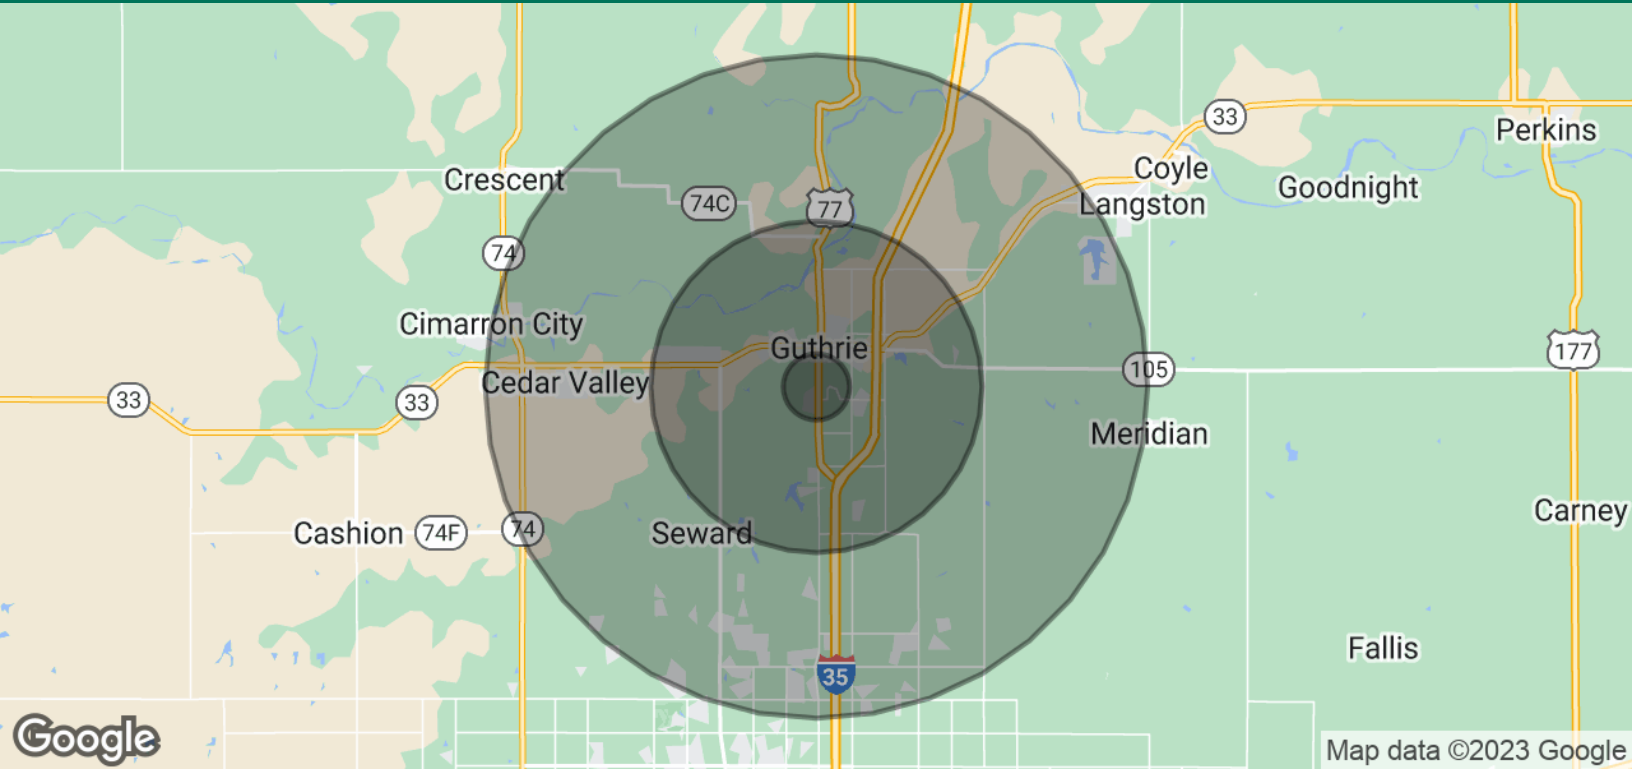 33
Perkins
Coyle
Crescent
Goodnight
74C
77
Langston
74
Cimarron City
Guthrie
177
105
Cedar Valley
33
33
Meridian
Carney
Cashion
74F
74
Seward
Fallis
35
Google
Map data ©2023 Google